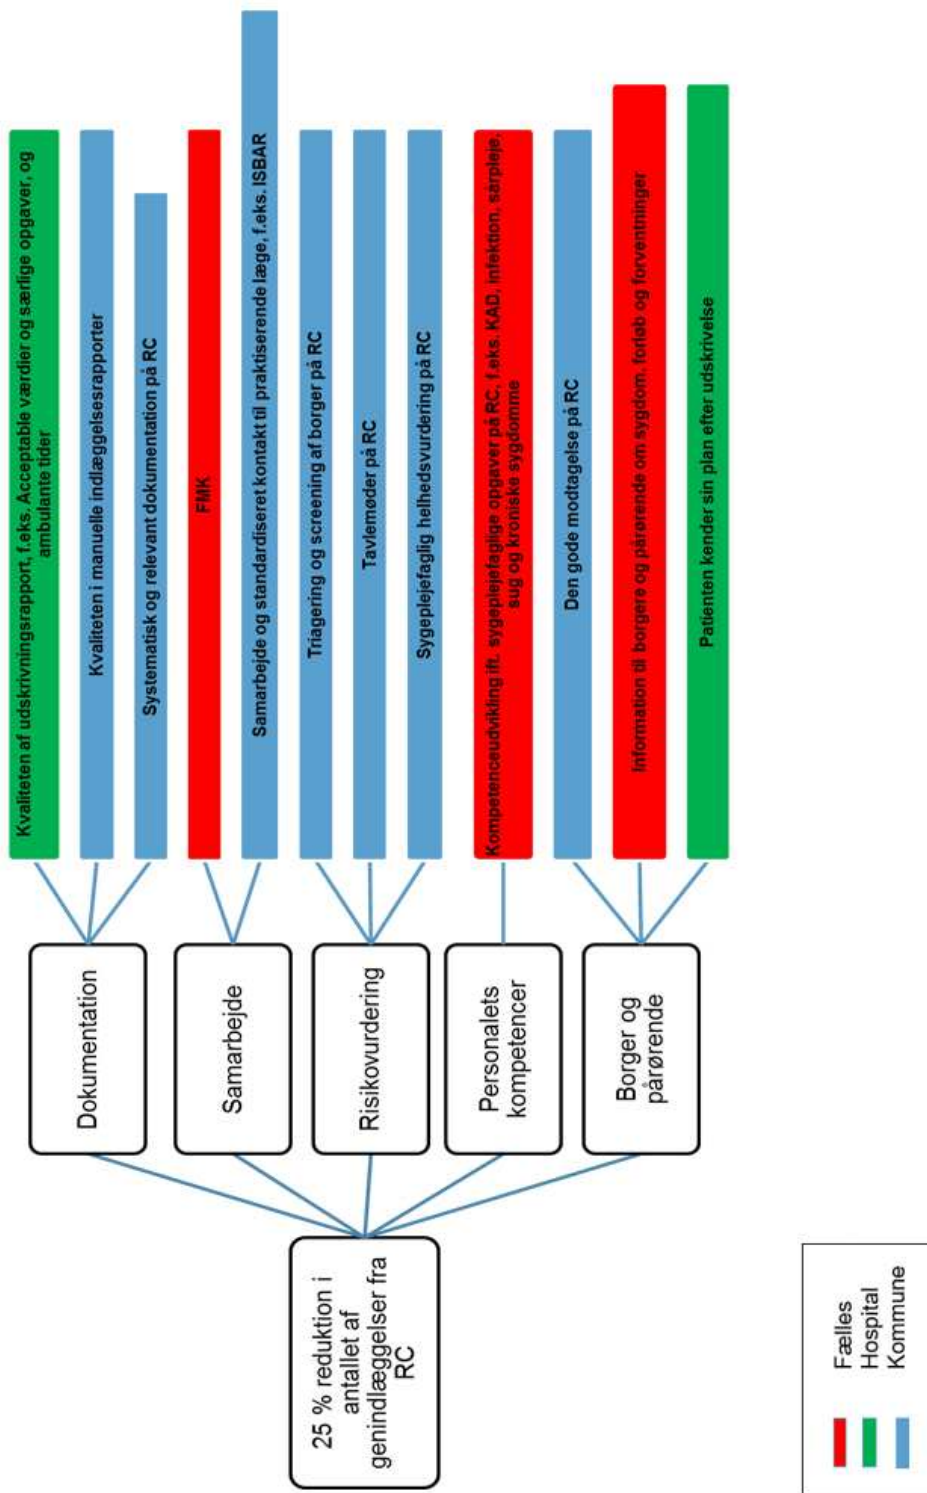 25 % reduktion i
antallet af
genindlæggelser fra
RC
Dokumentation
Kvaliteten af udskrivningsrapport, f.eks. Acceptable værdier og særlige opgaver, og
ambulante tider
Kvaliteten i manuelle indlæggelsesrapporter
Systematisk og relevant dokumentation på RC
Samarbejde
FMK
Samarbejde og standardiseret kontakt til praktiserende læge, f.eks. ISBAR
Risikovurdering
Triagering og screening af borger på RC
Tavlemøder på RC
Sygeplejefaglig helhedsvurdering på RC
Personalets
kompetencer
Kompetenceudvikling ift. sygeplejefaglige opgaver på RC, f.eks. KAD, infektion, sårpleje,
sug og kroniske sygdomme
Borger og
pårørende
Den gode modtagelse på RC
Information til borgere og pårørende om sygdom, forløb og forventninger
Patienten kender sin plan efter udskrivelse
Fælles
Hospital
Kommune